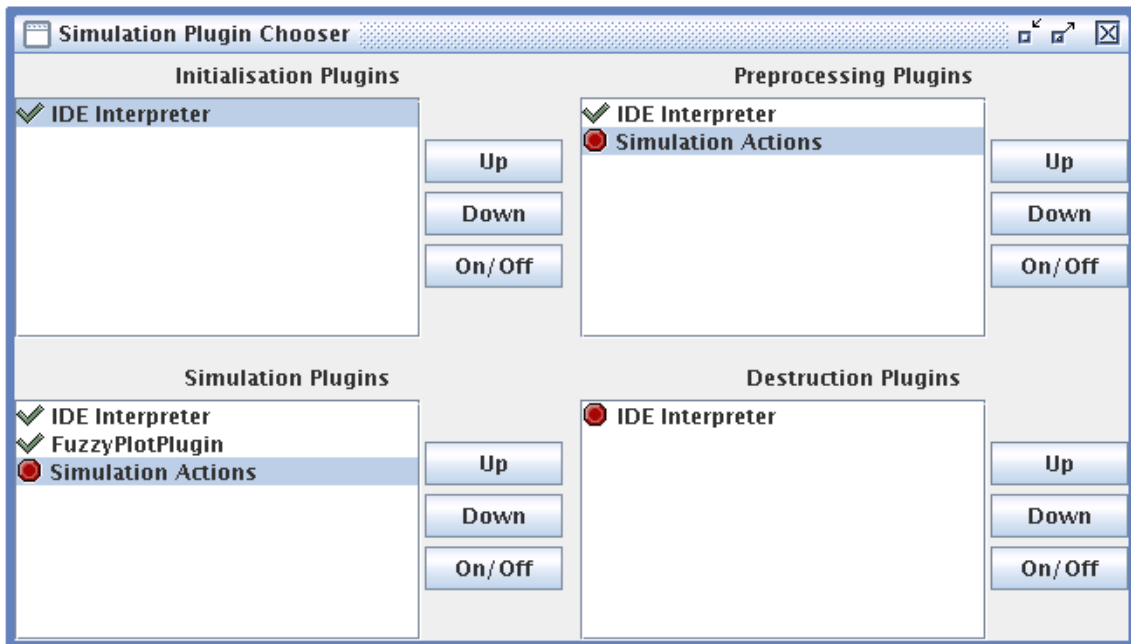 Simulation Plugin Chooser
Initialisation Plugins
IDE Interpreter
Up
Down
On/Off
Preprocessing Plugins
IDE Interpreter
Simulation Actions
Up
Down
On/Off
Simulation Plugins
IDE Interpreter
FuzzyPlotPlugin
Simulation Actions
Up
Down
On/Off
Destruction Plugins
IDE Interpreter
Up
Down
On/Off